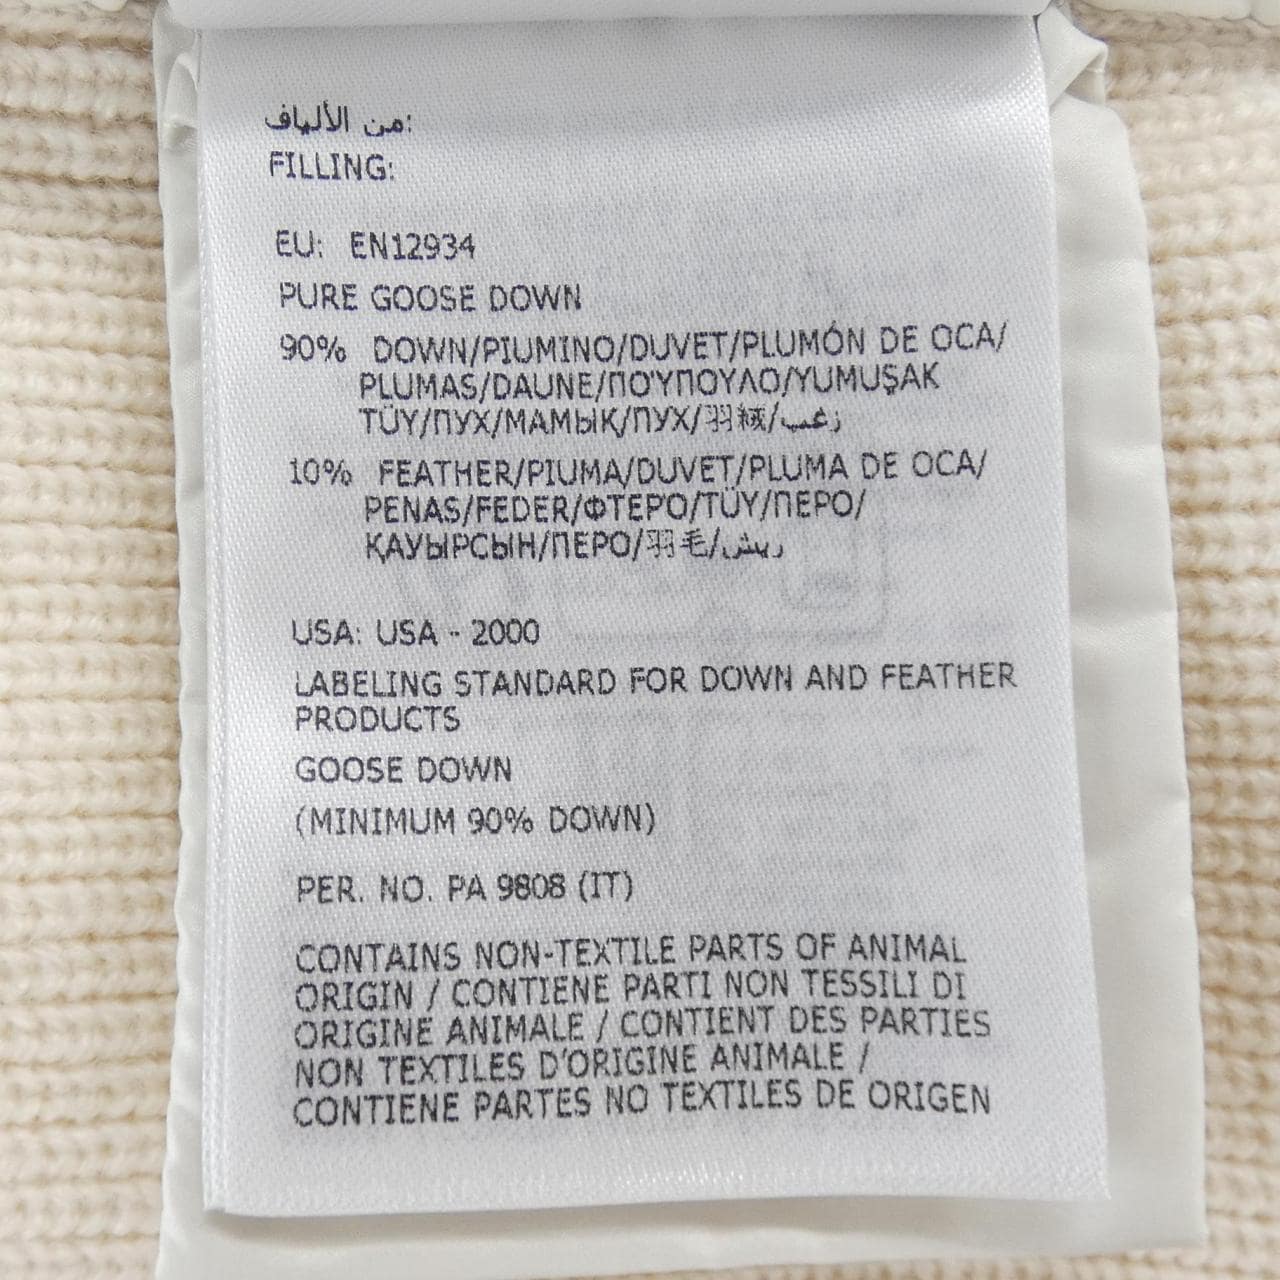 من الألياف:
FILLING:
EU: EN12934
PURE GOOSE DOWN
90% DOWN/PIUMINO/DUVET/PLUMÓN DE OCA/
PLUMAS/DAUNE/ΠΟΎΠΟΥΛΟ/YUMUŞAK
TÜY/ПУХ/МАМЫҚ/ПУХ/羽絨/زغب
10% FEATHER/PIUMA/DUVET/PLUMA DE OCA/
PENAS/FEDER/ΦΤΕΡΌ/TÜY/ПЕРО/
ҚАУЫРСЫН/ПЕРО/羽毛/ريش
USA: USA - 2000
LABELING STANDARD FOR DOWN AND FEATHER
PRODUCTS
GOOSE DOWN
(MINIMUM 90% DOWN)
PER. NO. PA 9808 (IT)
CONTAINS NON-TEXTILE PARTS OF ANIMAL
ORIGIN / CONTIENE PARTI NON TESSILI DI
ORIGINE ANIMALE / CONTIENT DES PARTIES
NON TEXTILES D'ORIGINE ANIMALE /
CONTIENE PARTES NO TEXTILES DE ORIGEN